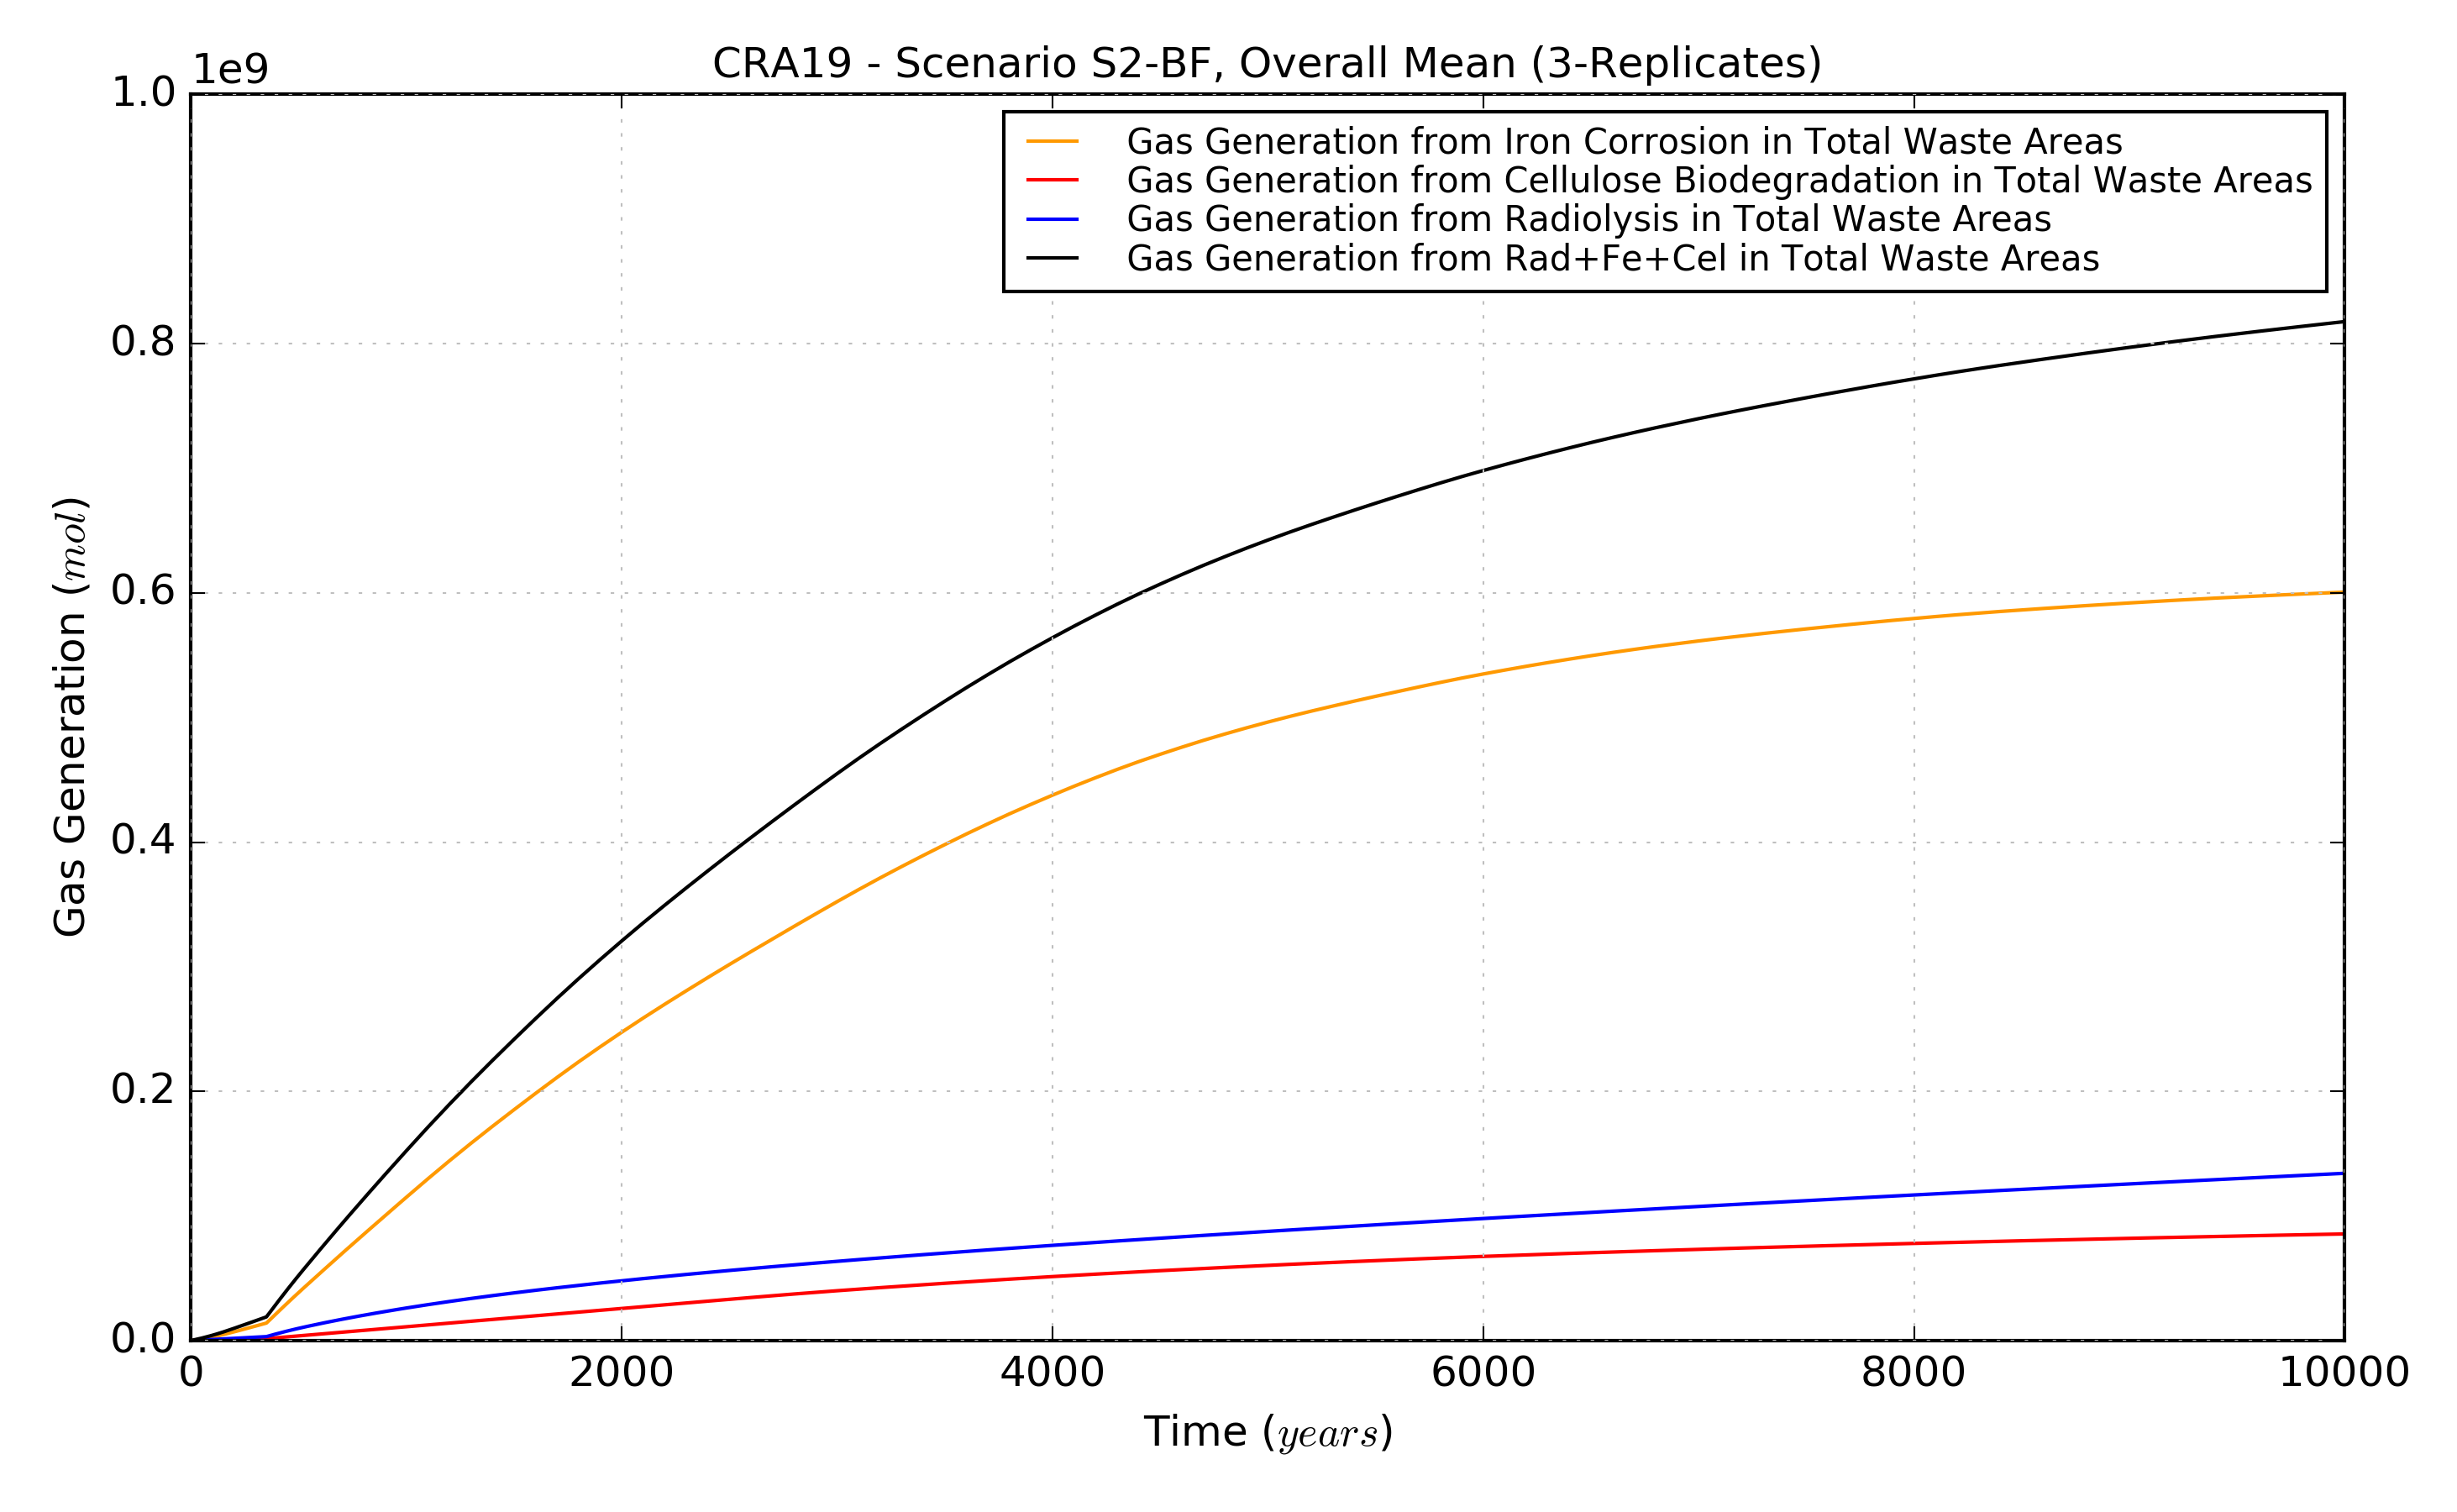 CRA19 - Scenario S2-BF, Overall Mean (3-Replicates)
1e9
1.0
0.8
0.6
0.4
0.2
0.0
Gas Generation (mol)
Gas Generation from Iron Corrosion in Total Waste Areas
Gas Generation from Cellulose Biodegradation in Total Waste Areas
Gas Generation from Radiolysis in Total Waste Areas
Gas Generation from Rad+Fe+Cel in Total Waste Areas
0 2000 4000 6000 8000 10000
Time (years)